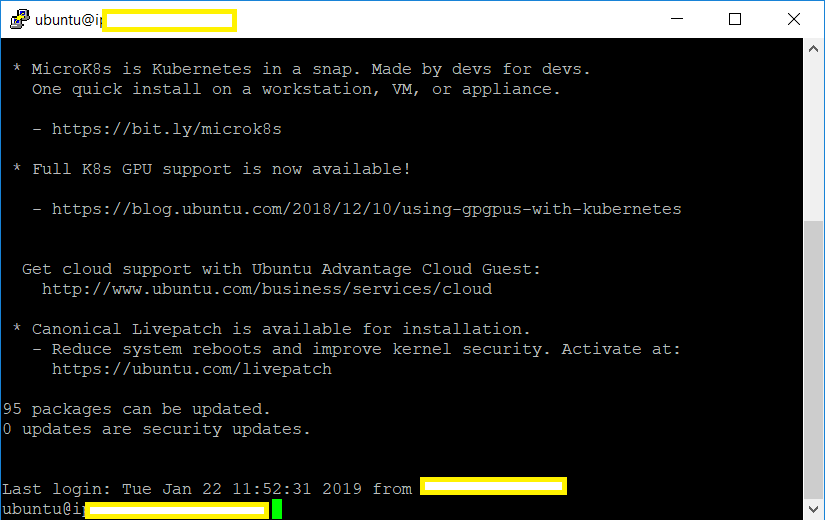 ubuntu@ip
* MicroK8s is Kubernetes in a snap. Made by devs for devs.
One quick install on a workstation, VM, or appliance.
- https://bit.ly/microk8s
* Full K8s GPU support is now available!
- https://blog.ubuntu.com/2018/12/10/using-gpgpus-with-kubernetes
Get cloud support with Ubuntu Advantage Cloud Guest:
http://www.ubuntu.com/business/services/cloud
* Canonical Livepatch is available for installation.
- Reduce system reboots and improve kernel security. Activate at:
https://ubuntu.com/livepatch
95 packages can be updated.
0 updates are security updates.
Last login: Tue Jan 22 11:52:31 2019 from
ubuntu@ip